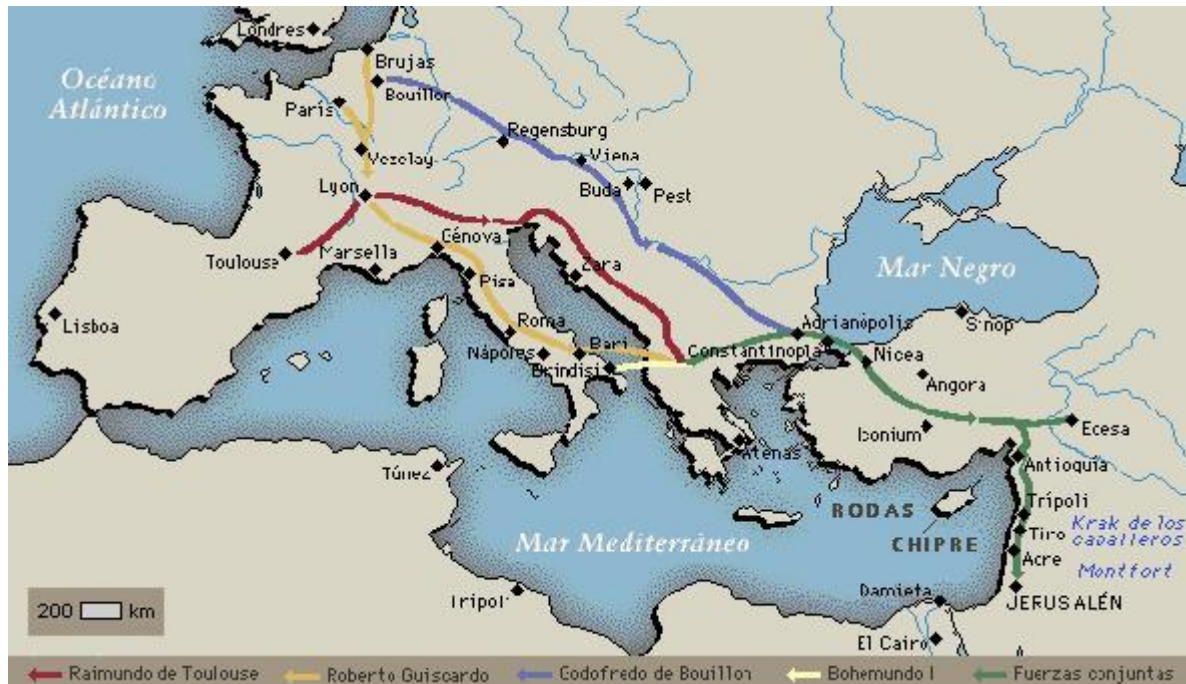 Londres
Brujas
Océano
Atlántico
Bouillon
París
Regensburg
Vezelay
Viena
Lyon
Buda
Pest
Génova
Toulouse
Marsella
Zara
Mar Negro
Pisa
Lisboa
Roma
Adrianópolis
Sinop
Nápoles
Bari
Constantinopla
Nicea
Brindisi
Angora
Iconium
Ecesa
Atenas
Túnez
Antioquía
RODAS
Trípoli
Mar Mediterráneo
CHIPRE
Tiro
Krak de los
caballeros
Acre
Montfort
Trípoli
Damieta
JERUSALÉN
200 km
El Cairo
Raimundo de Toulouse
Roberto Guiscardo
Godofredo de Bouillon
Bohemundo I
Fuerzas conjuntas